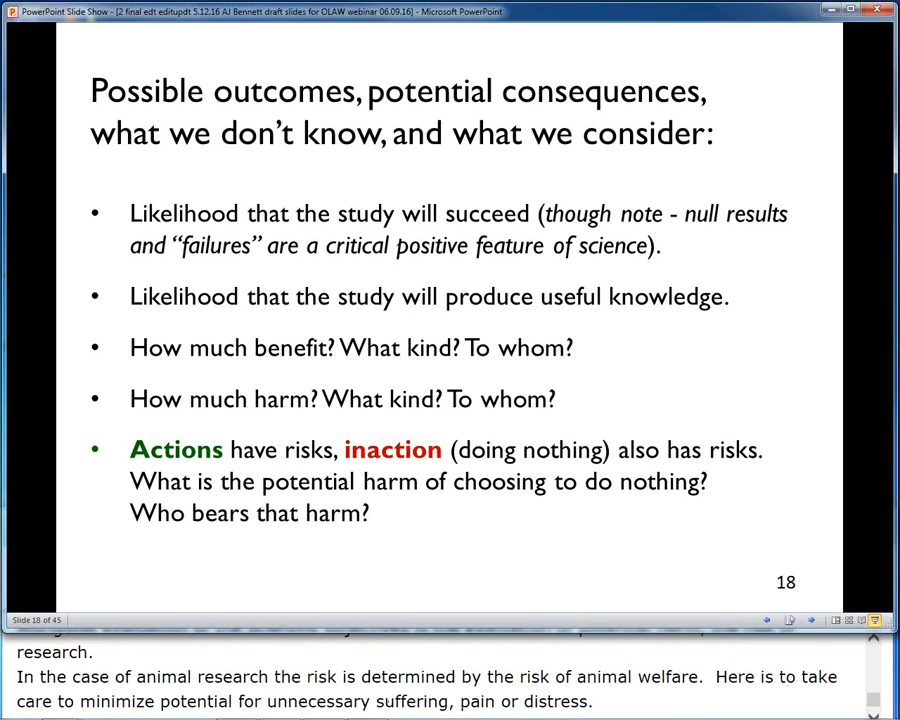 PowerPoint Slide Show - [2 final edt editupdt 5.12.16 AJ Bennett draft slides for OLAW webinar 06.09.16] - Microsoft PowerPoint
Possible outcomes, potential consequences,
what we don't know, and what we consider:
• Likelihood that the study will succeed (though note - null results
and “failures” are a critical positive feature of science).
• Likelihood that the study will produce useful knowledge.
• How much benefit? What kind? To whom?
• How much harm? What kind? To whom?
• Actions have risks, inaction (doing nothing) also has risks.
What is the potential harm of choosing to do nothing?
Who bears that harm?
18
Slide 18 of 45
research.
In the case of animal research the risk is determined by the risk of animal welfare.  Here is to take
care to minimize potential for unnecessary suffering, pain or distress.